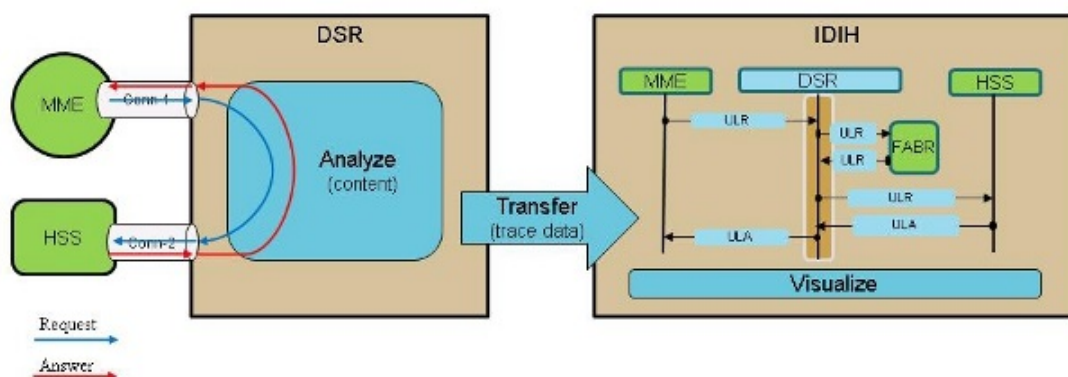 DSR
MME
Conn-1
Analyze
(content)
HSS
Conn-2
Request
Answer
Transfer
(trace data)
IDIH
MME
DSR
HSS
ULR
ULR
FABR
ULR
ULR
ULA
ULA
Visualize